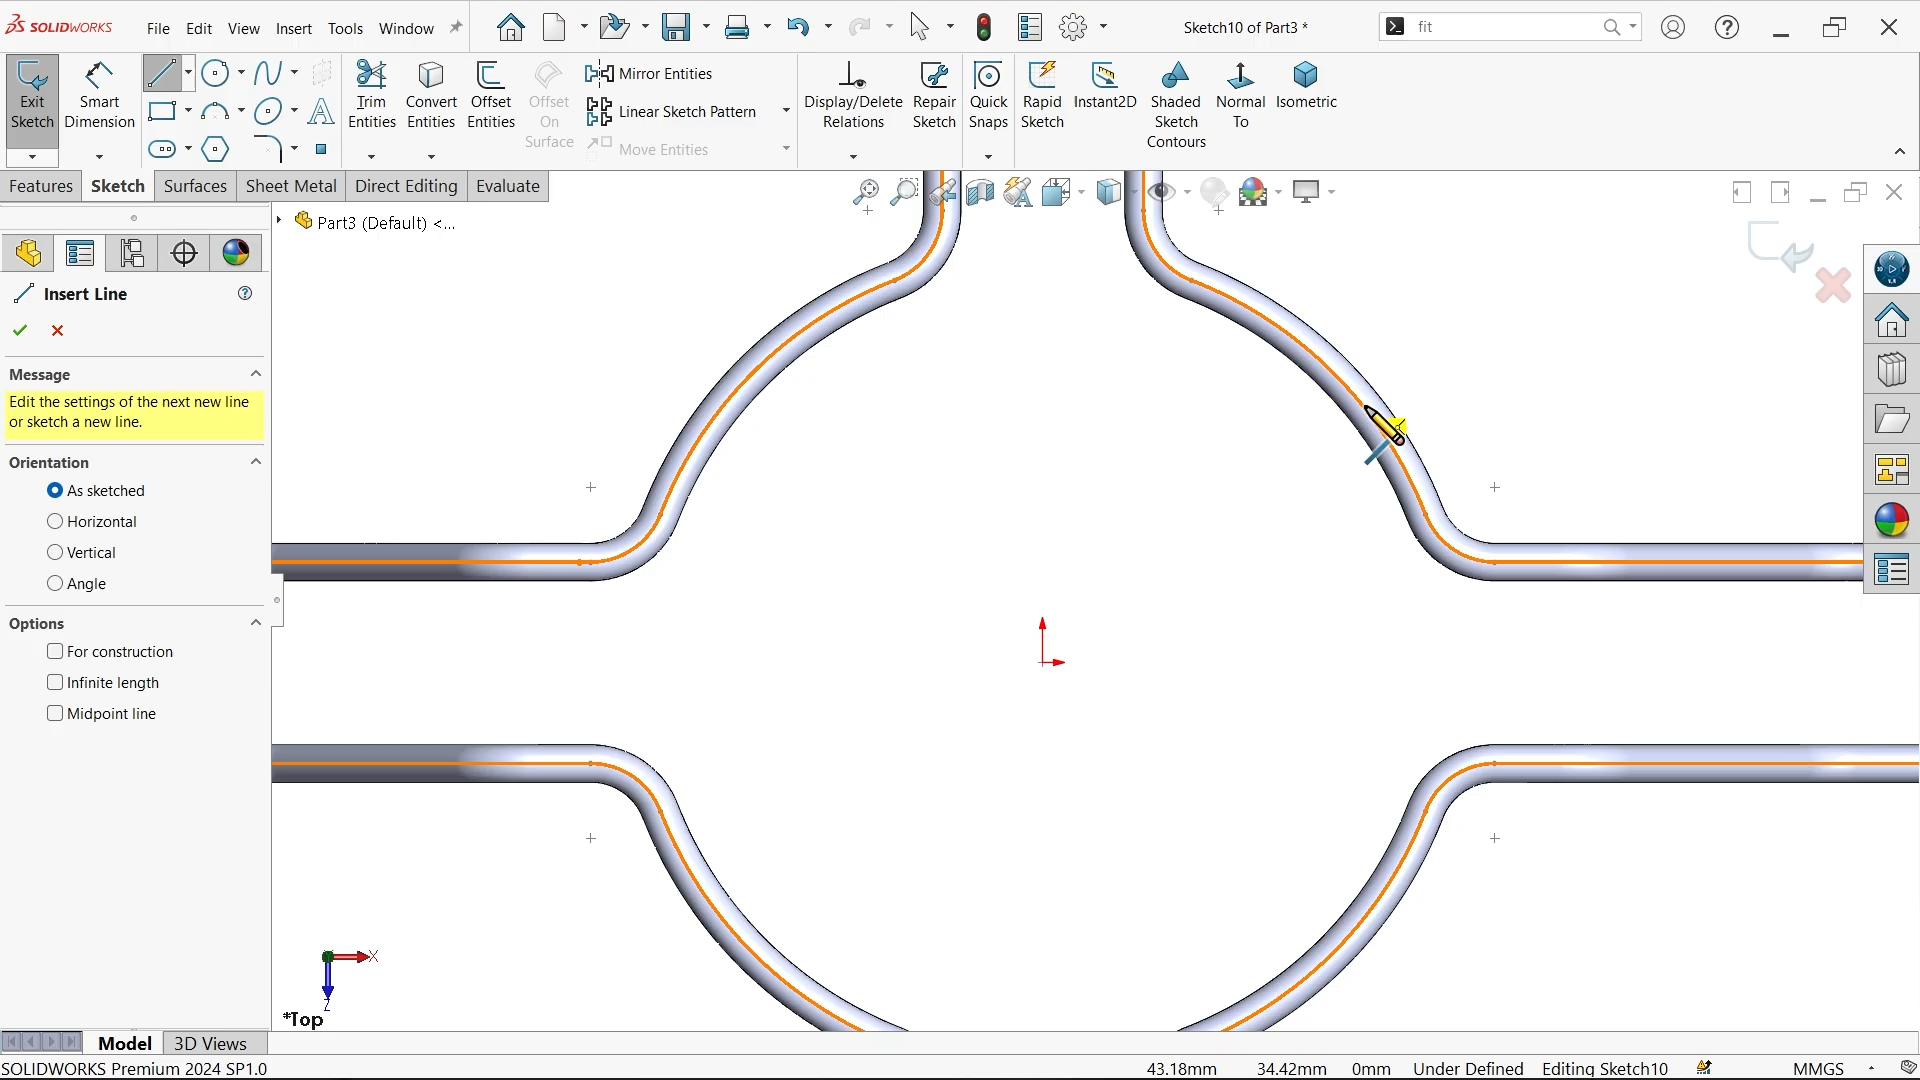 SOLIDWORKS File Edit View Insert Tools Window Sketch10 of Part3 * fit
Exit Sketch
Smart Dimension
Trim Entities
Convert Entities
Offset Entities
Offset On Surface
Mirror Entities
Linear Sketch Pattern
Move Entities
Display/Delete Relations
Repair Sketch
Quick Snaps
Rapid Sketch
Instant2D
Shaded Sketch Contours
Normal To
Isometric
Features Sketch Surfaces Sheet Metal Direct Editing Evaluate
Part3 (Default) <...
Insert Line
Message
Edit the settings of the next new line
or sketch a new line.
Orientation
As sketched
Horizontal
Vertical
Angle
Options
For construction
Infinite length
Midpoint line
X
Z
*Top
Model 3D Views
SOLIDWORKS Premium 2024 SP1.0 43.18mm 34.42mm 0mm Under Defined Editing Sketch10 MMGS